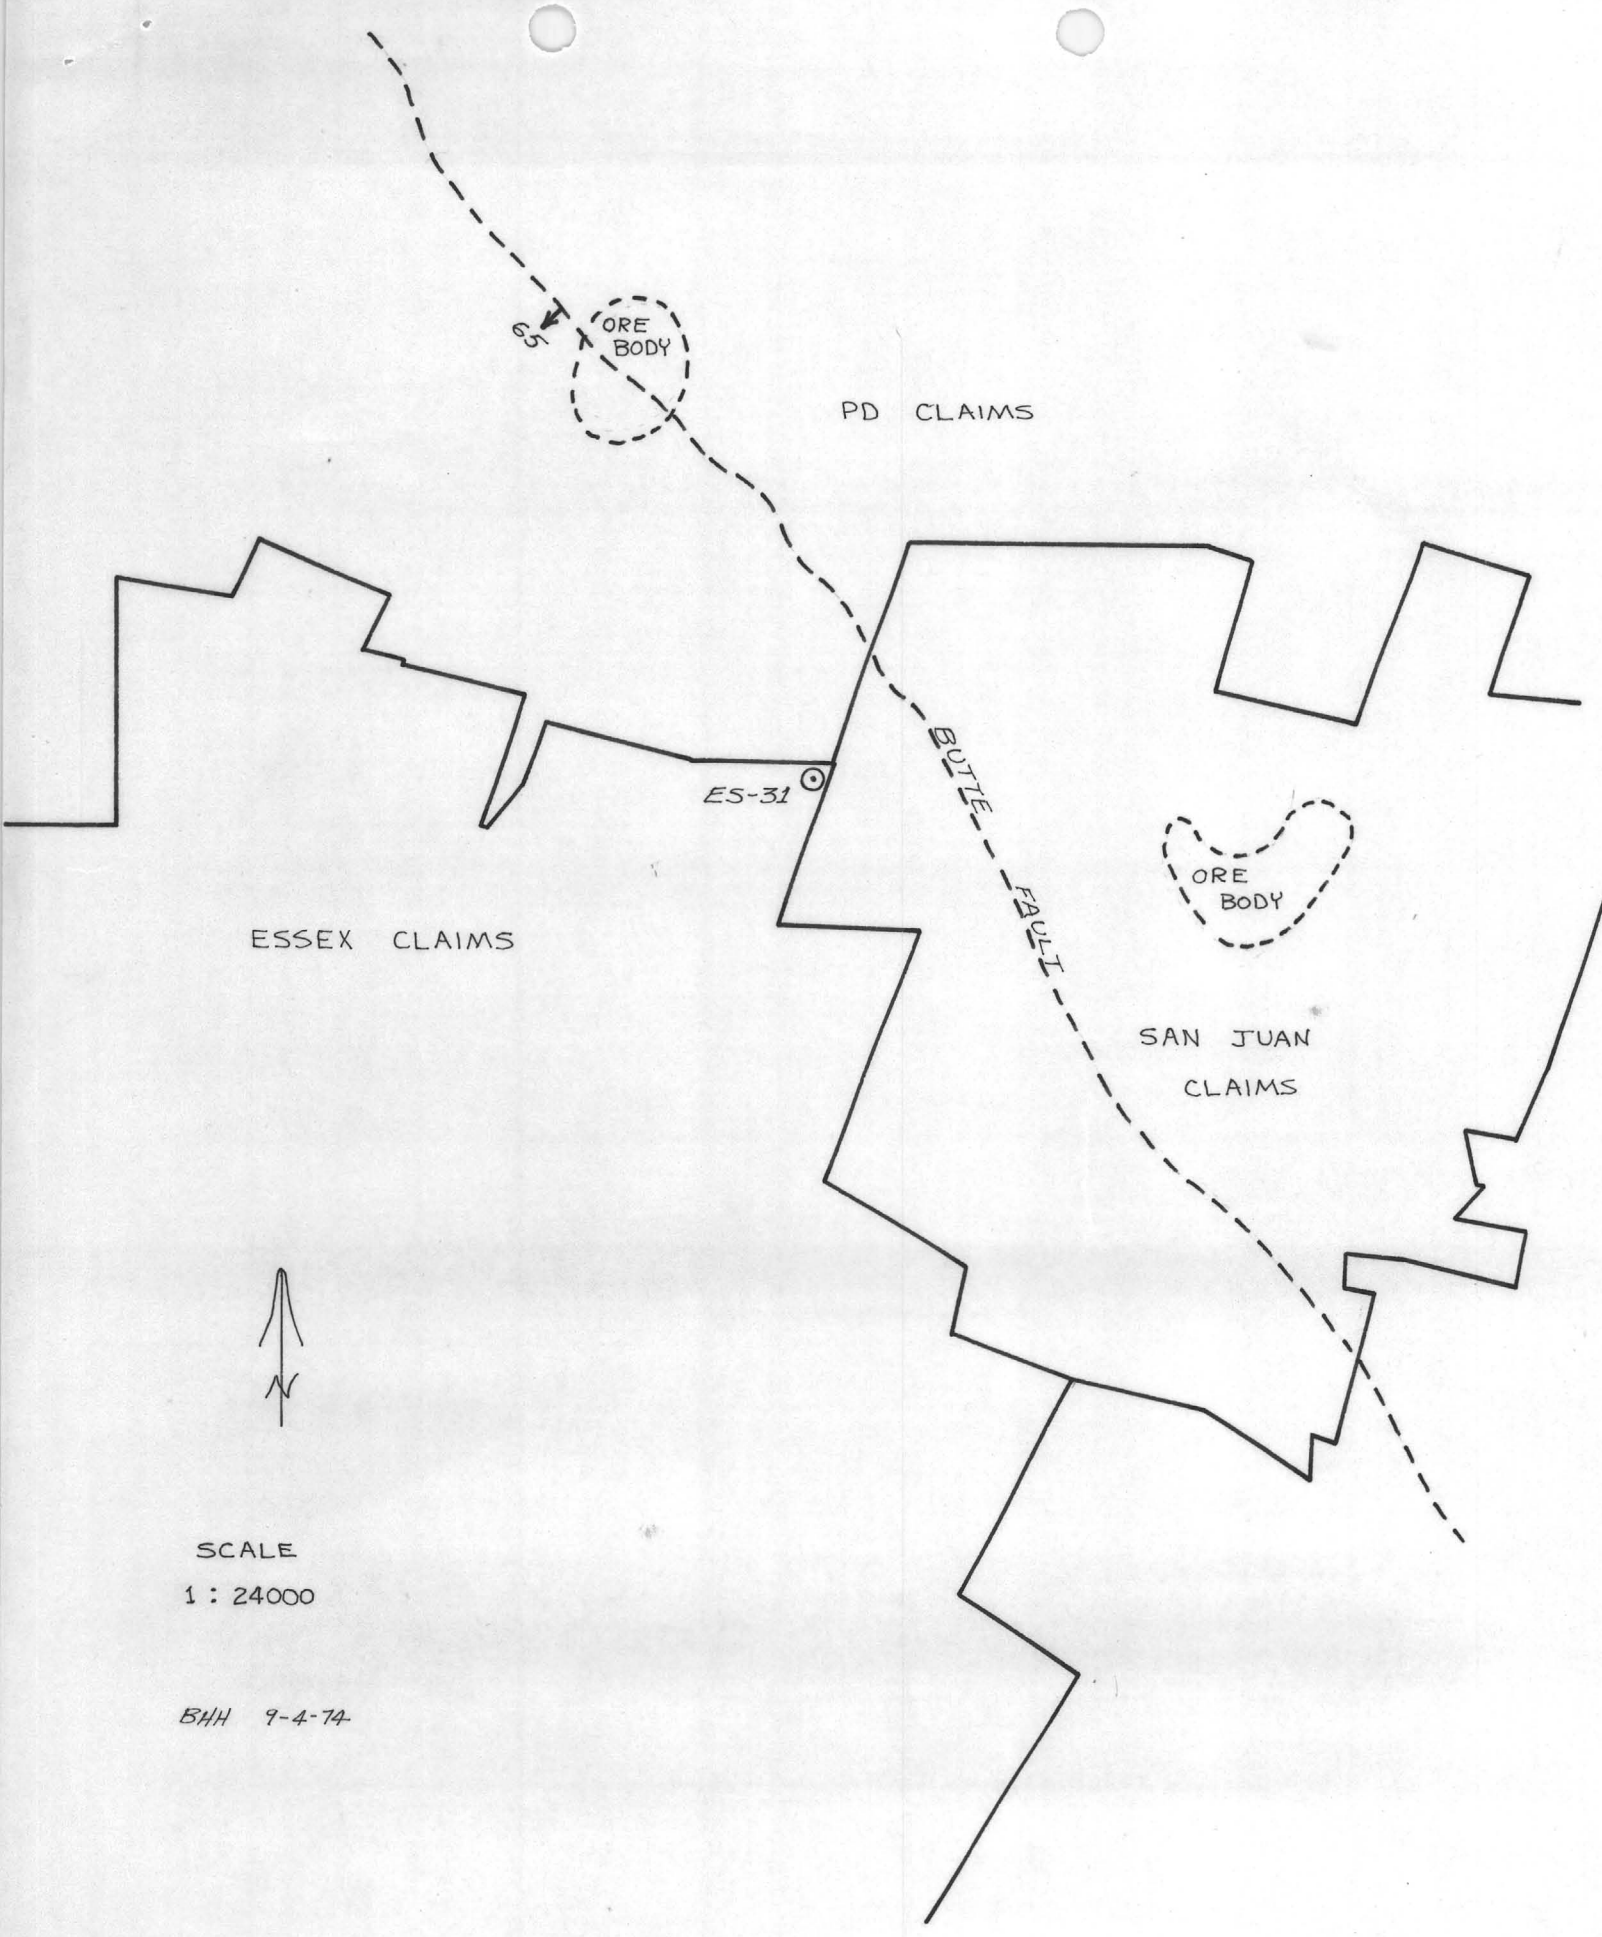 65
ORE
BODY
PD CLAIMS
BUTTE FAULT
ES-31
ORE
BODY
ESSEX CLAIMS
SAN JUAN
CLAIMS
N
SCALE
1 : 24000
BHH 9-4-74